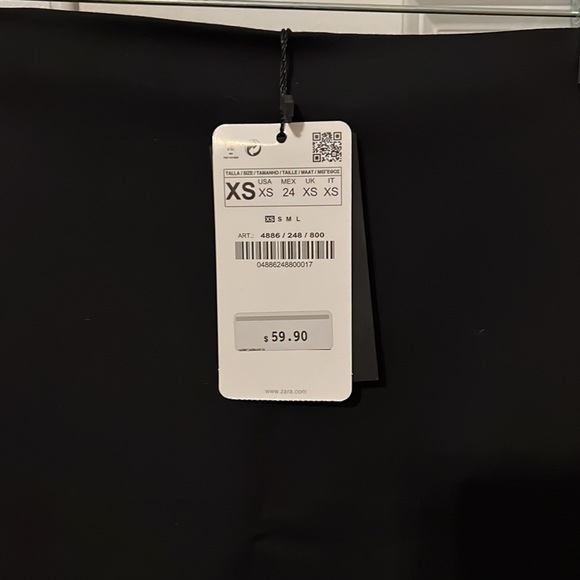 TALLA / SIZE / TAMANHO / TAILLE / MAAT / ΜΕΓΕΘΟΣ
XS
USA MEX UK IT
XS 24 XS XS
XS S M L
ART.: 4886 / 248 / 800
04886248800017
$ 59.90
www.zara.com